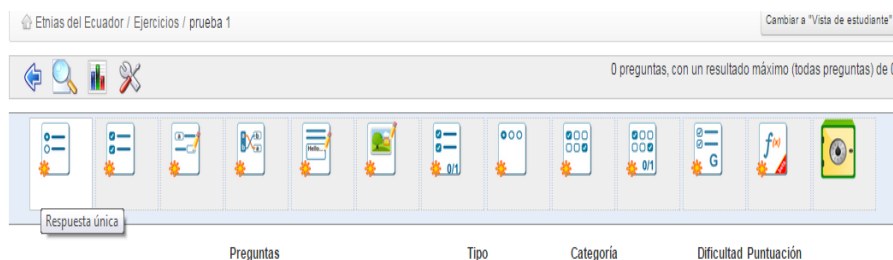 Etnias del Ecuador / Ejercicios / prueba 1
Cambiar a "Vista de estudiante"
0 preguntas, con un resultado máximo (todas preguntas) de 0
Hello...
0/1
0/1
G
f(x)
Respuesta única
Preguntas Tipo Categoría Dificultad Puntuación